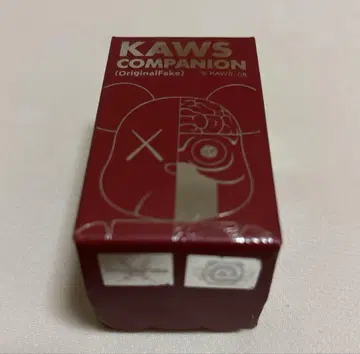 KAWS
COMPANION
(OriginalFake)
© KAWS..08